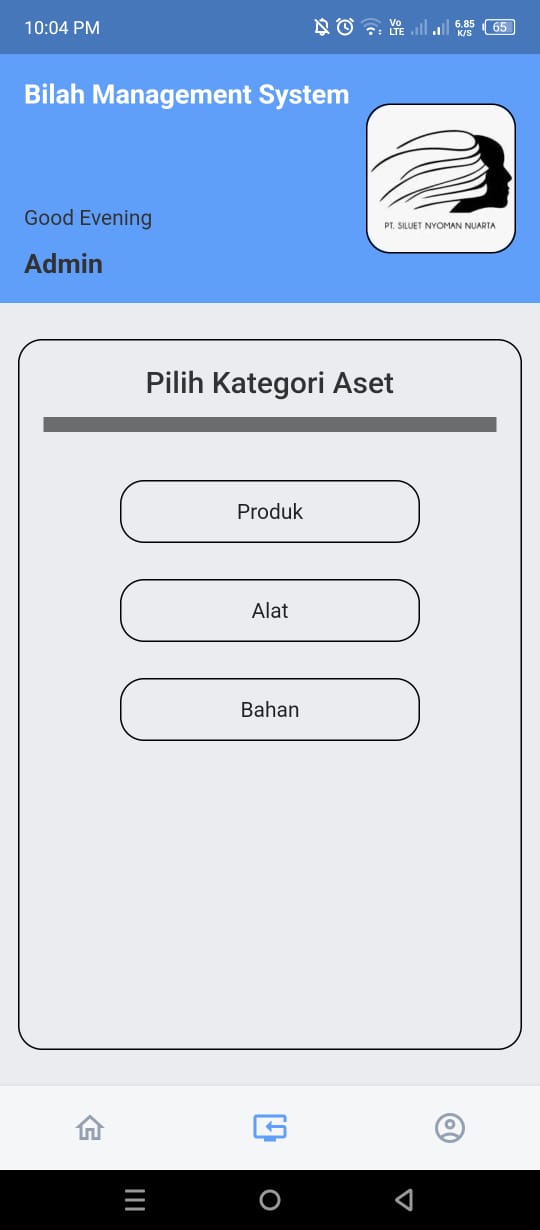 10:04 PM
Vo LTE
6.85 K/S
65
Bilah Management System
PT. SILUET NYOMAN NUARTA
Good Evening
Admin
Pilih Kategori Aset
Produk
Alat
Bahan